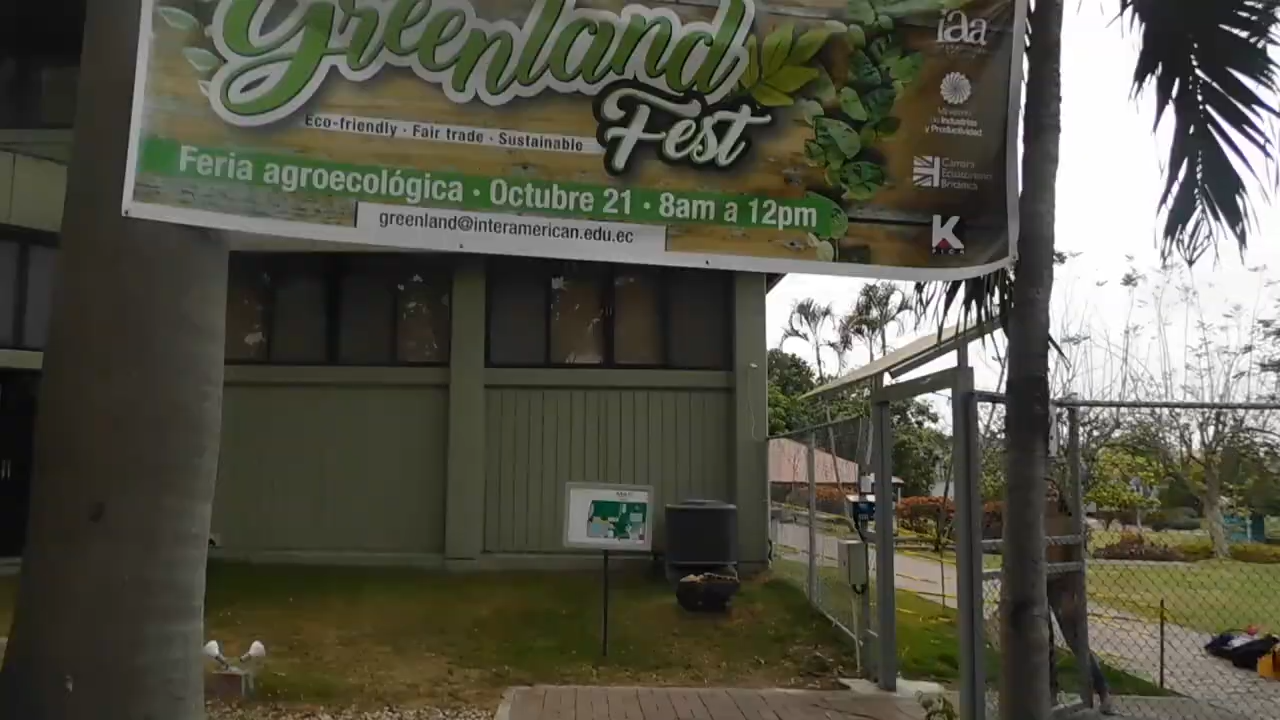 Greenland
Fest
Eco-friendly · Fair trade · Sustainable
Feria agroecológica · Octubre 21 · 8am a 12pm
greenland@interamerican.edu.ec
iaa
de Industrias
y Productividad
Cámara
Ecuatoriano
Británica
K